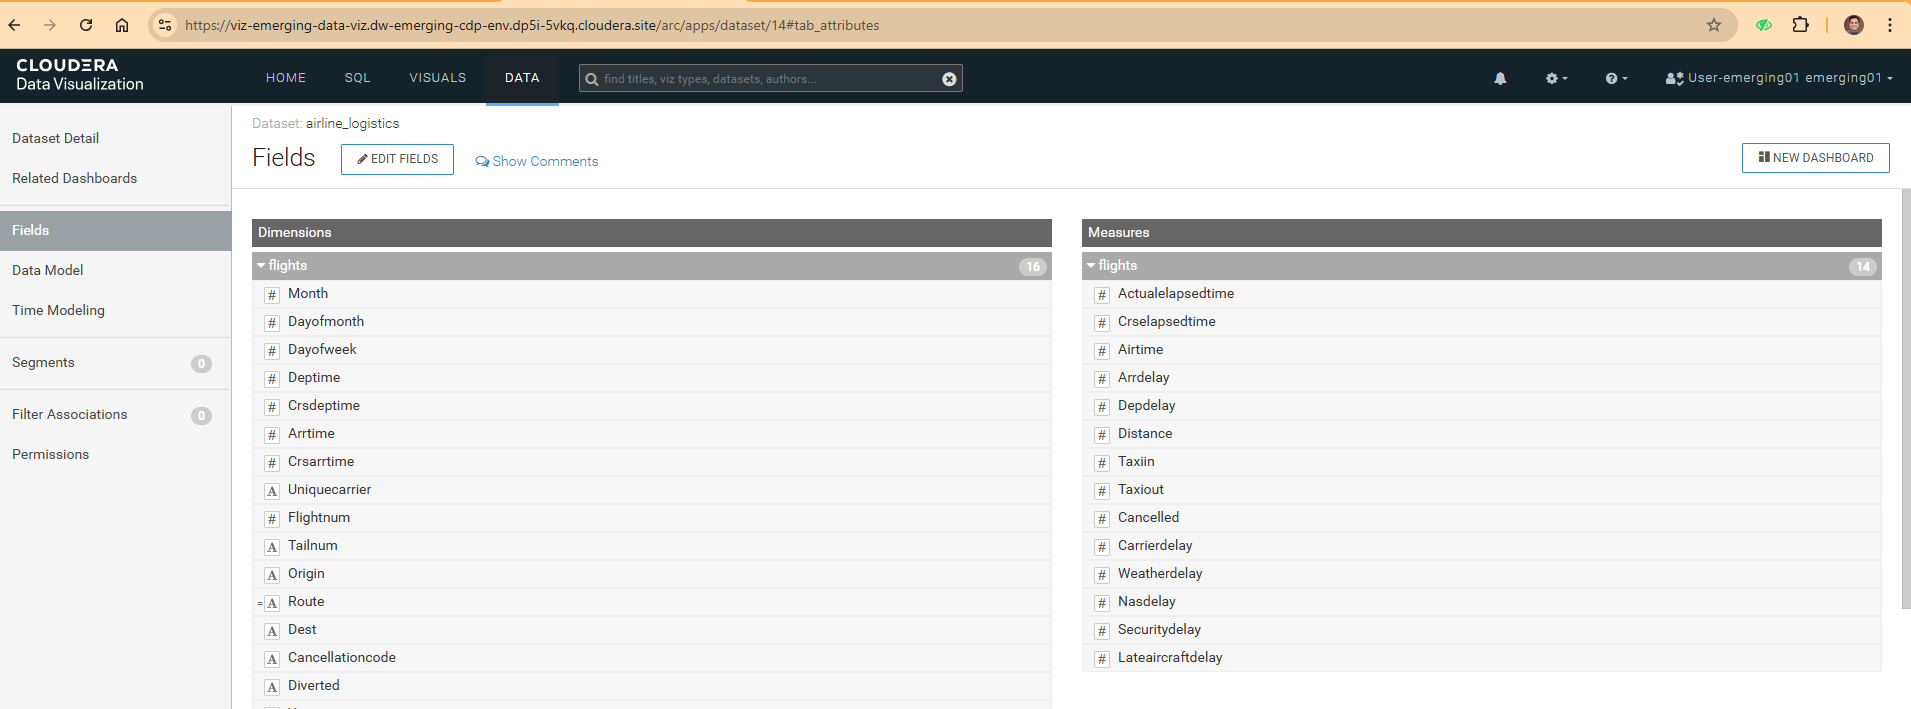 https://viz-emerging-data-viz.dw-emerging-cdp-env.dp5i-5vkq.cloudera.site/arc/apps/dataset/14#tab_attributes
CLOUDERA
Data Visualization
HOME
SQL
VISUALS
DATA
find titles, viz types, datasets, authors...
User-emerging01 emerging01
Dataset Detail
Related Dashboards
Fields
Data Model
Time Modeling
Segments 0
Filter Associations 0
Permissions
Dataset: airline_logistics
Fields
EDIT FIELDS
Show Comments
NEW DASHBOARD
Dimensions
flights 16
# Month
# Dayofmonth
# Dayofweek
# Deptime
# Crsdeptime
# Arrtime
# Crsarrtime
A Uniquecarrier
# Flightnum
A Tailnum
A Origin
= A Route
A Dest
A Cancellationcode
A Diverted
Measures
flights 14
# Actualelapsedtime
# Crselapsedtime
# Airtime
# Arrdelay
# Depdelay
# Distance
# Taxiin
# Taxiout
# Cancelled
# Carrierdelay
# Weatherdelay
# Nasdelay
# Securitydelay
# Lateaircraftdelay